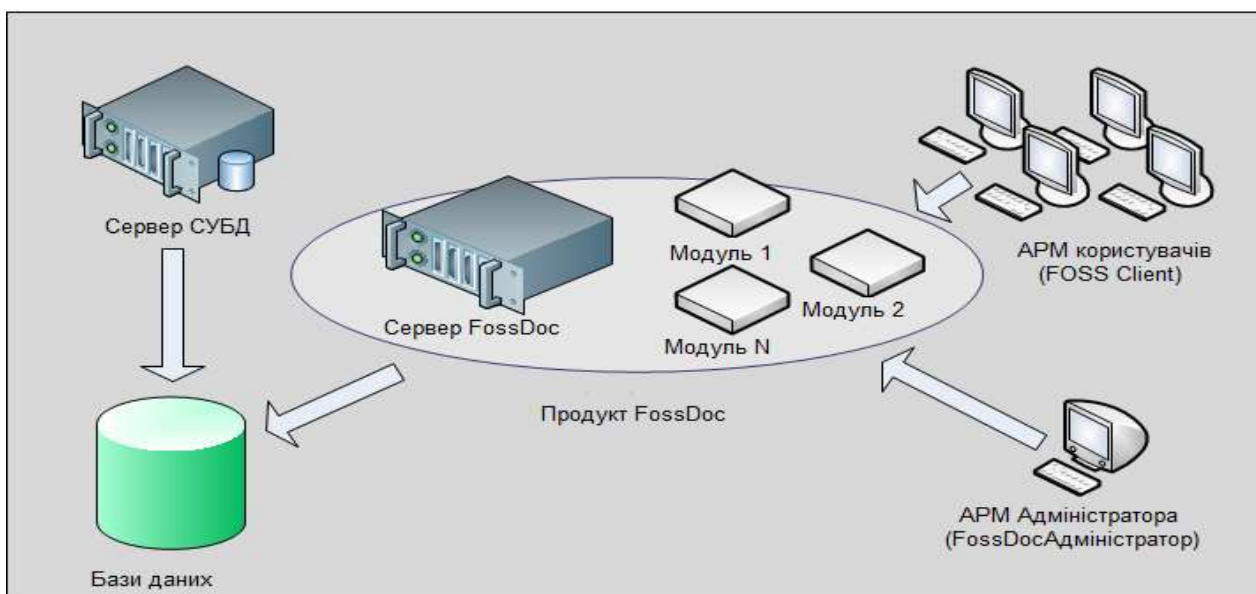 Сервер СУБД
Сервер FossDoc
Модуль 1
Модуль 2
Модуль N
АРМ користувачів
(FOSS Client)
Продукт FossDoc
АРМ Адміністратора
(FossDocАдміністратор)
Бази даних